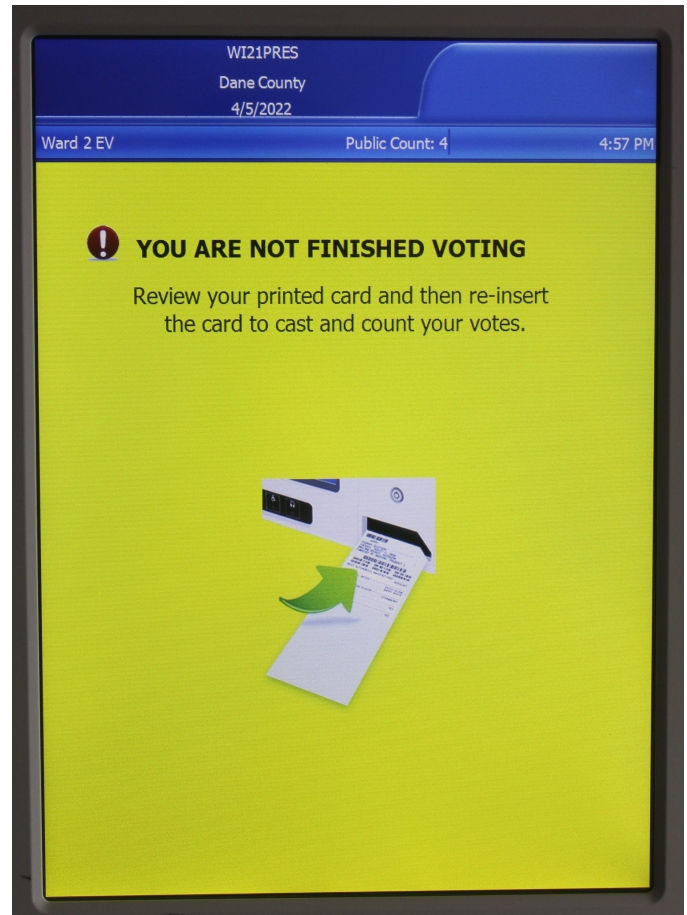 WI21PRES
Dane County
4/5/2022
Ward 2 EV Public Count: 4 4:57 PM
YOU ARE NOT FINISHED VOTING
Review your printed card and then re-insert
the card to cast and count your votes.